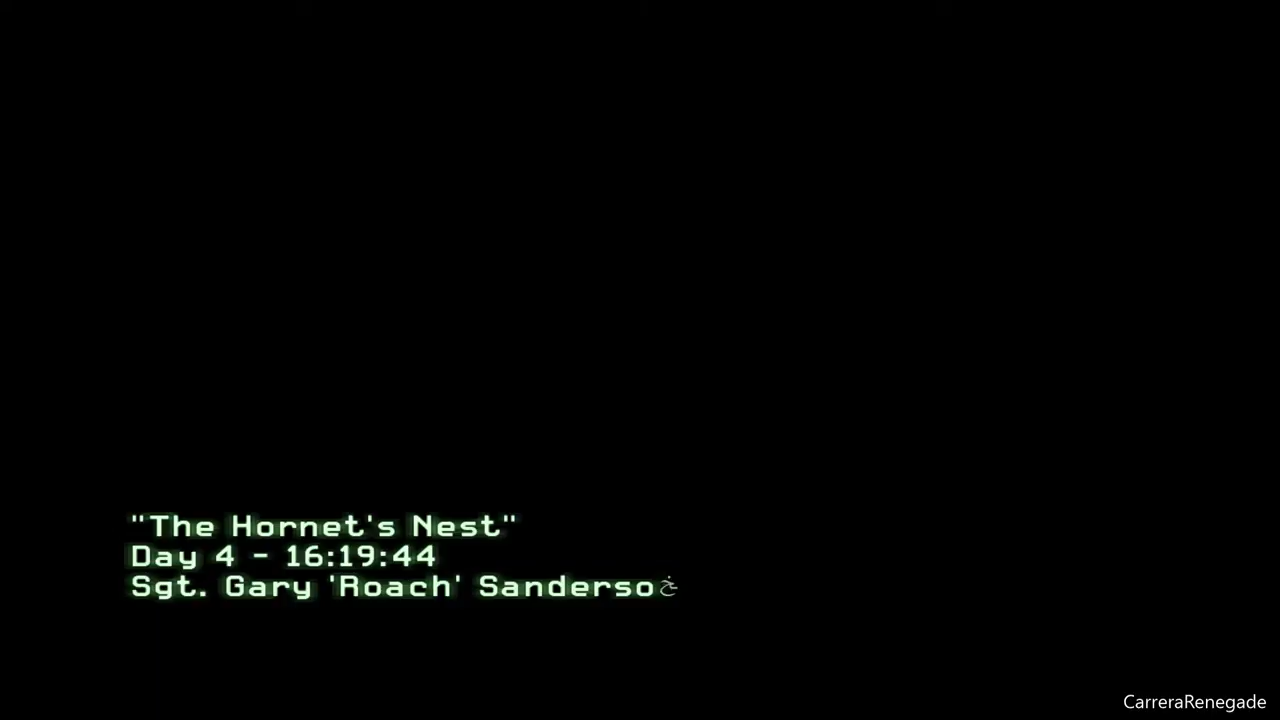 "The Hornet's Nest"
Day 4 - 16:19:44
Sgt. Gary 'Roach' Sanderso
CarreraRenegade